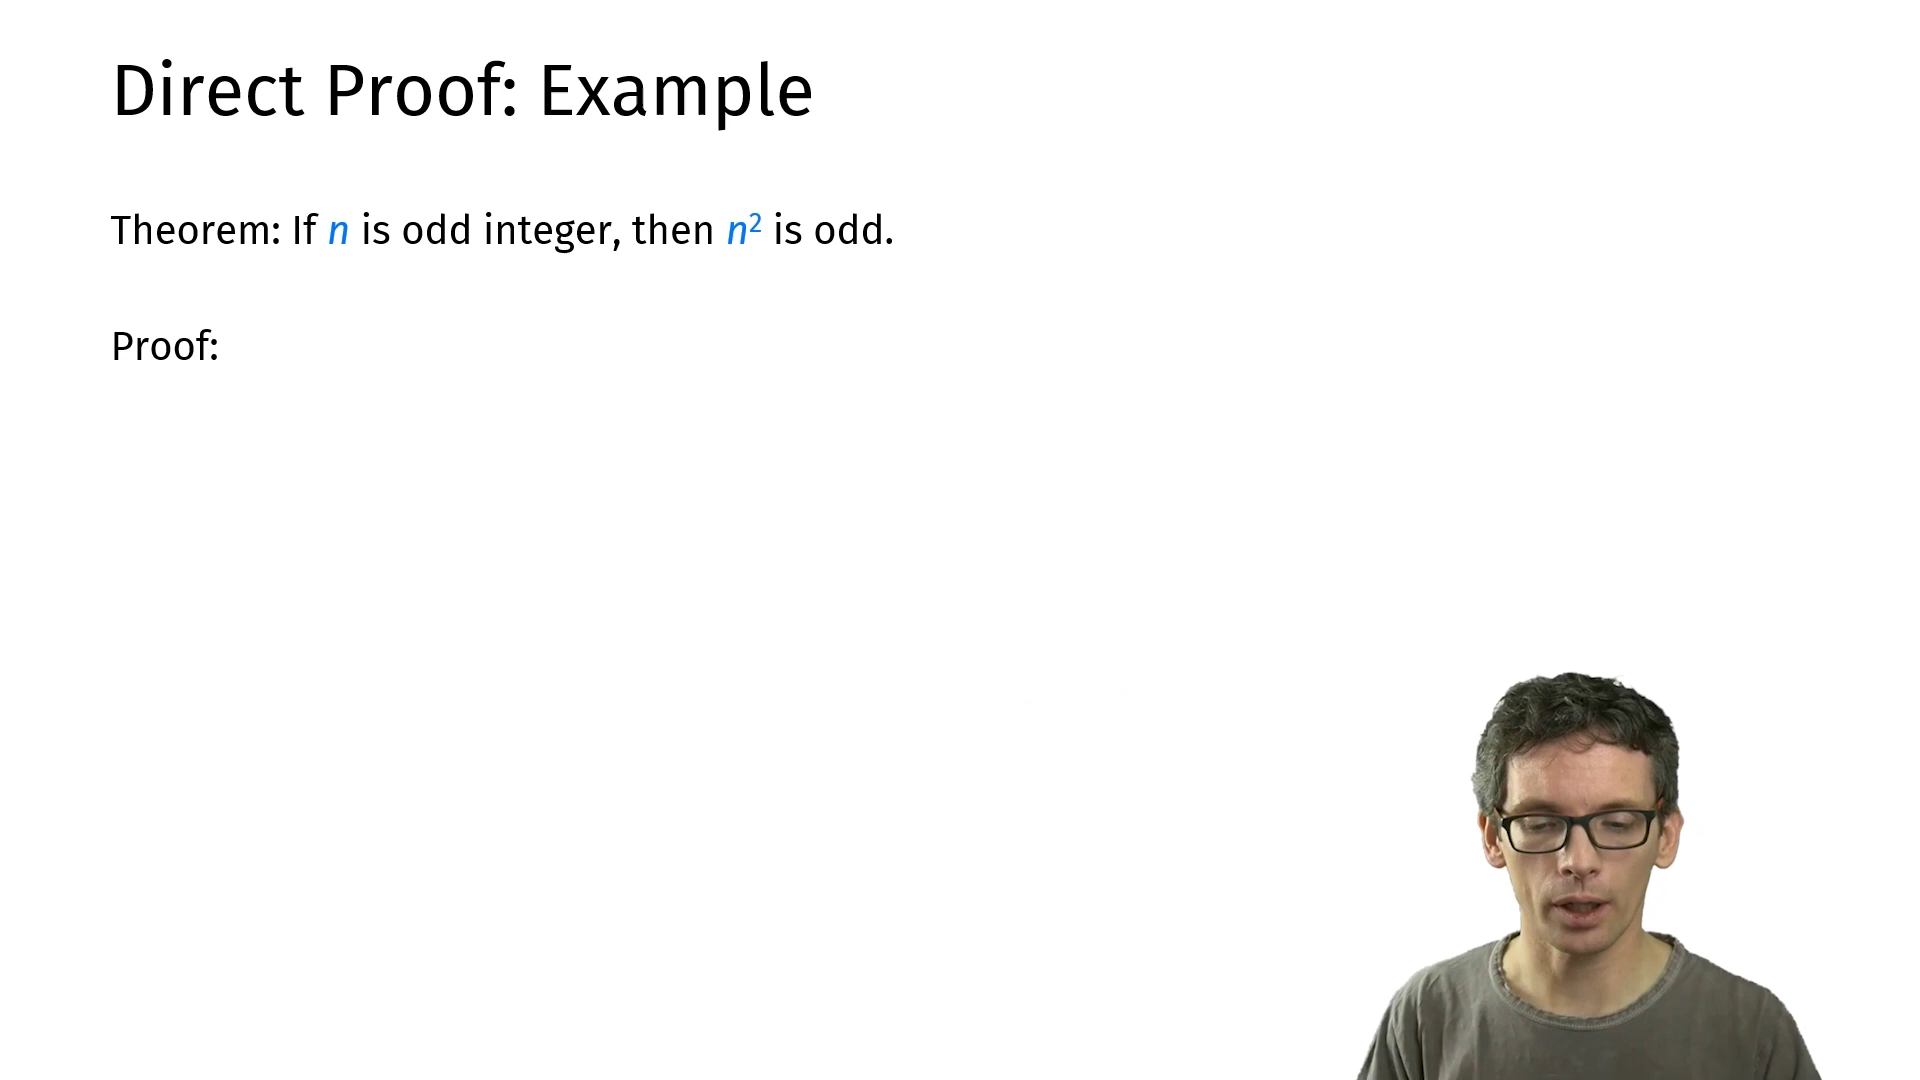 Direct Proof: Example
Theorem: If n is odd integer, then n² is odd.
Proof: